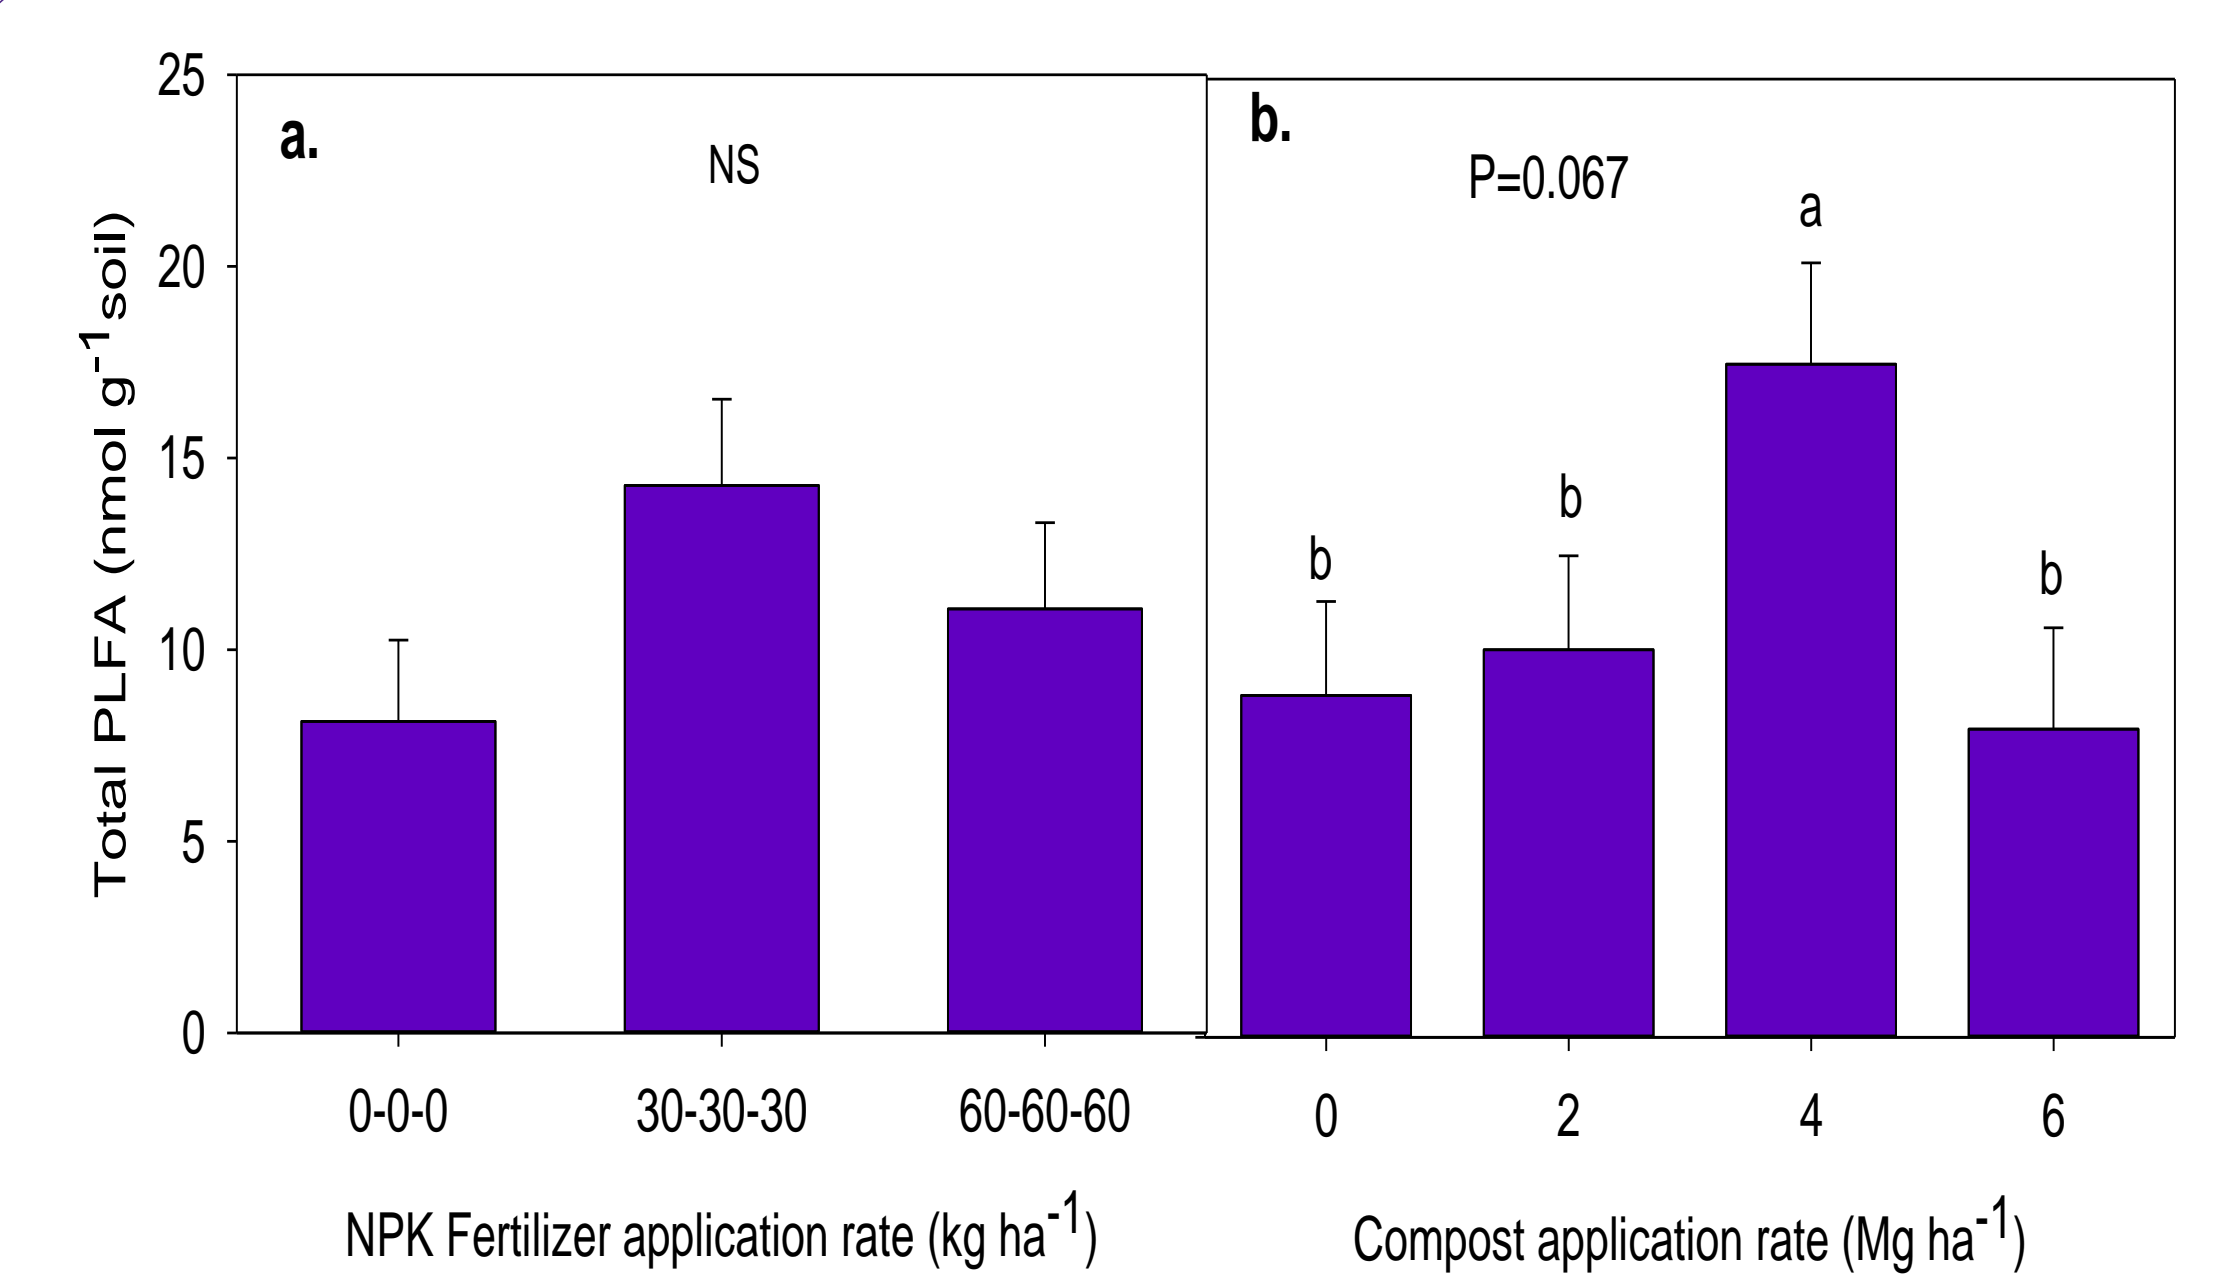 Total PLFA (nmol g-1soil)
25
20
15
10
5
0
a.
NS
0-0-0 30-30-30 60-60-60
NPK Fertilizer application rate (kg ha-1)
b.
P=0.067
b b a b
0 2 4 6
Compost application rate (Mg ha-1)